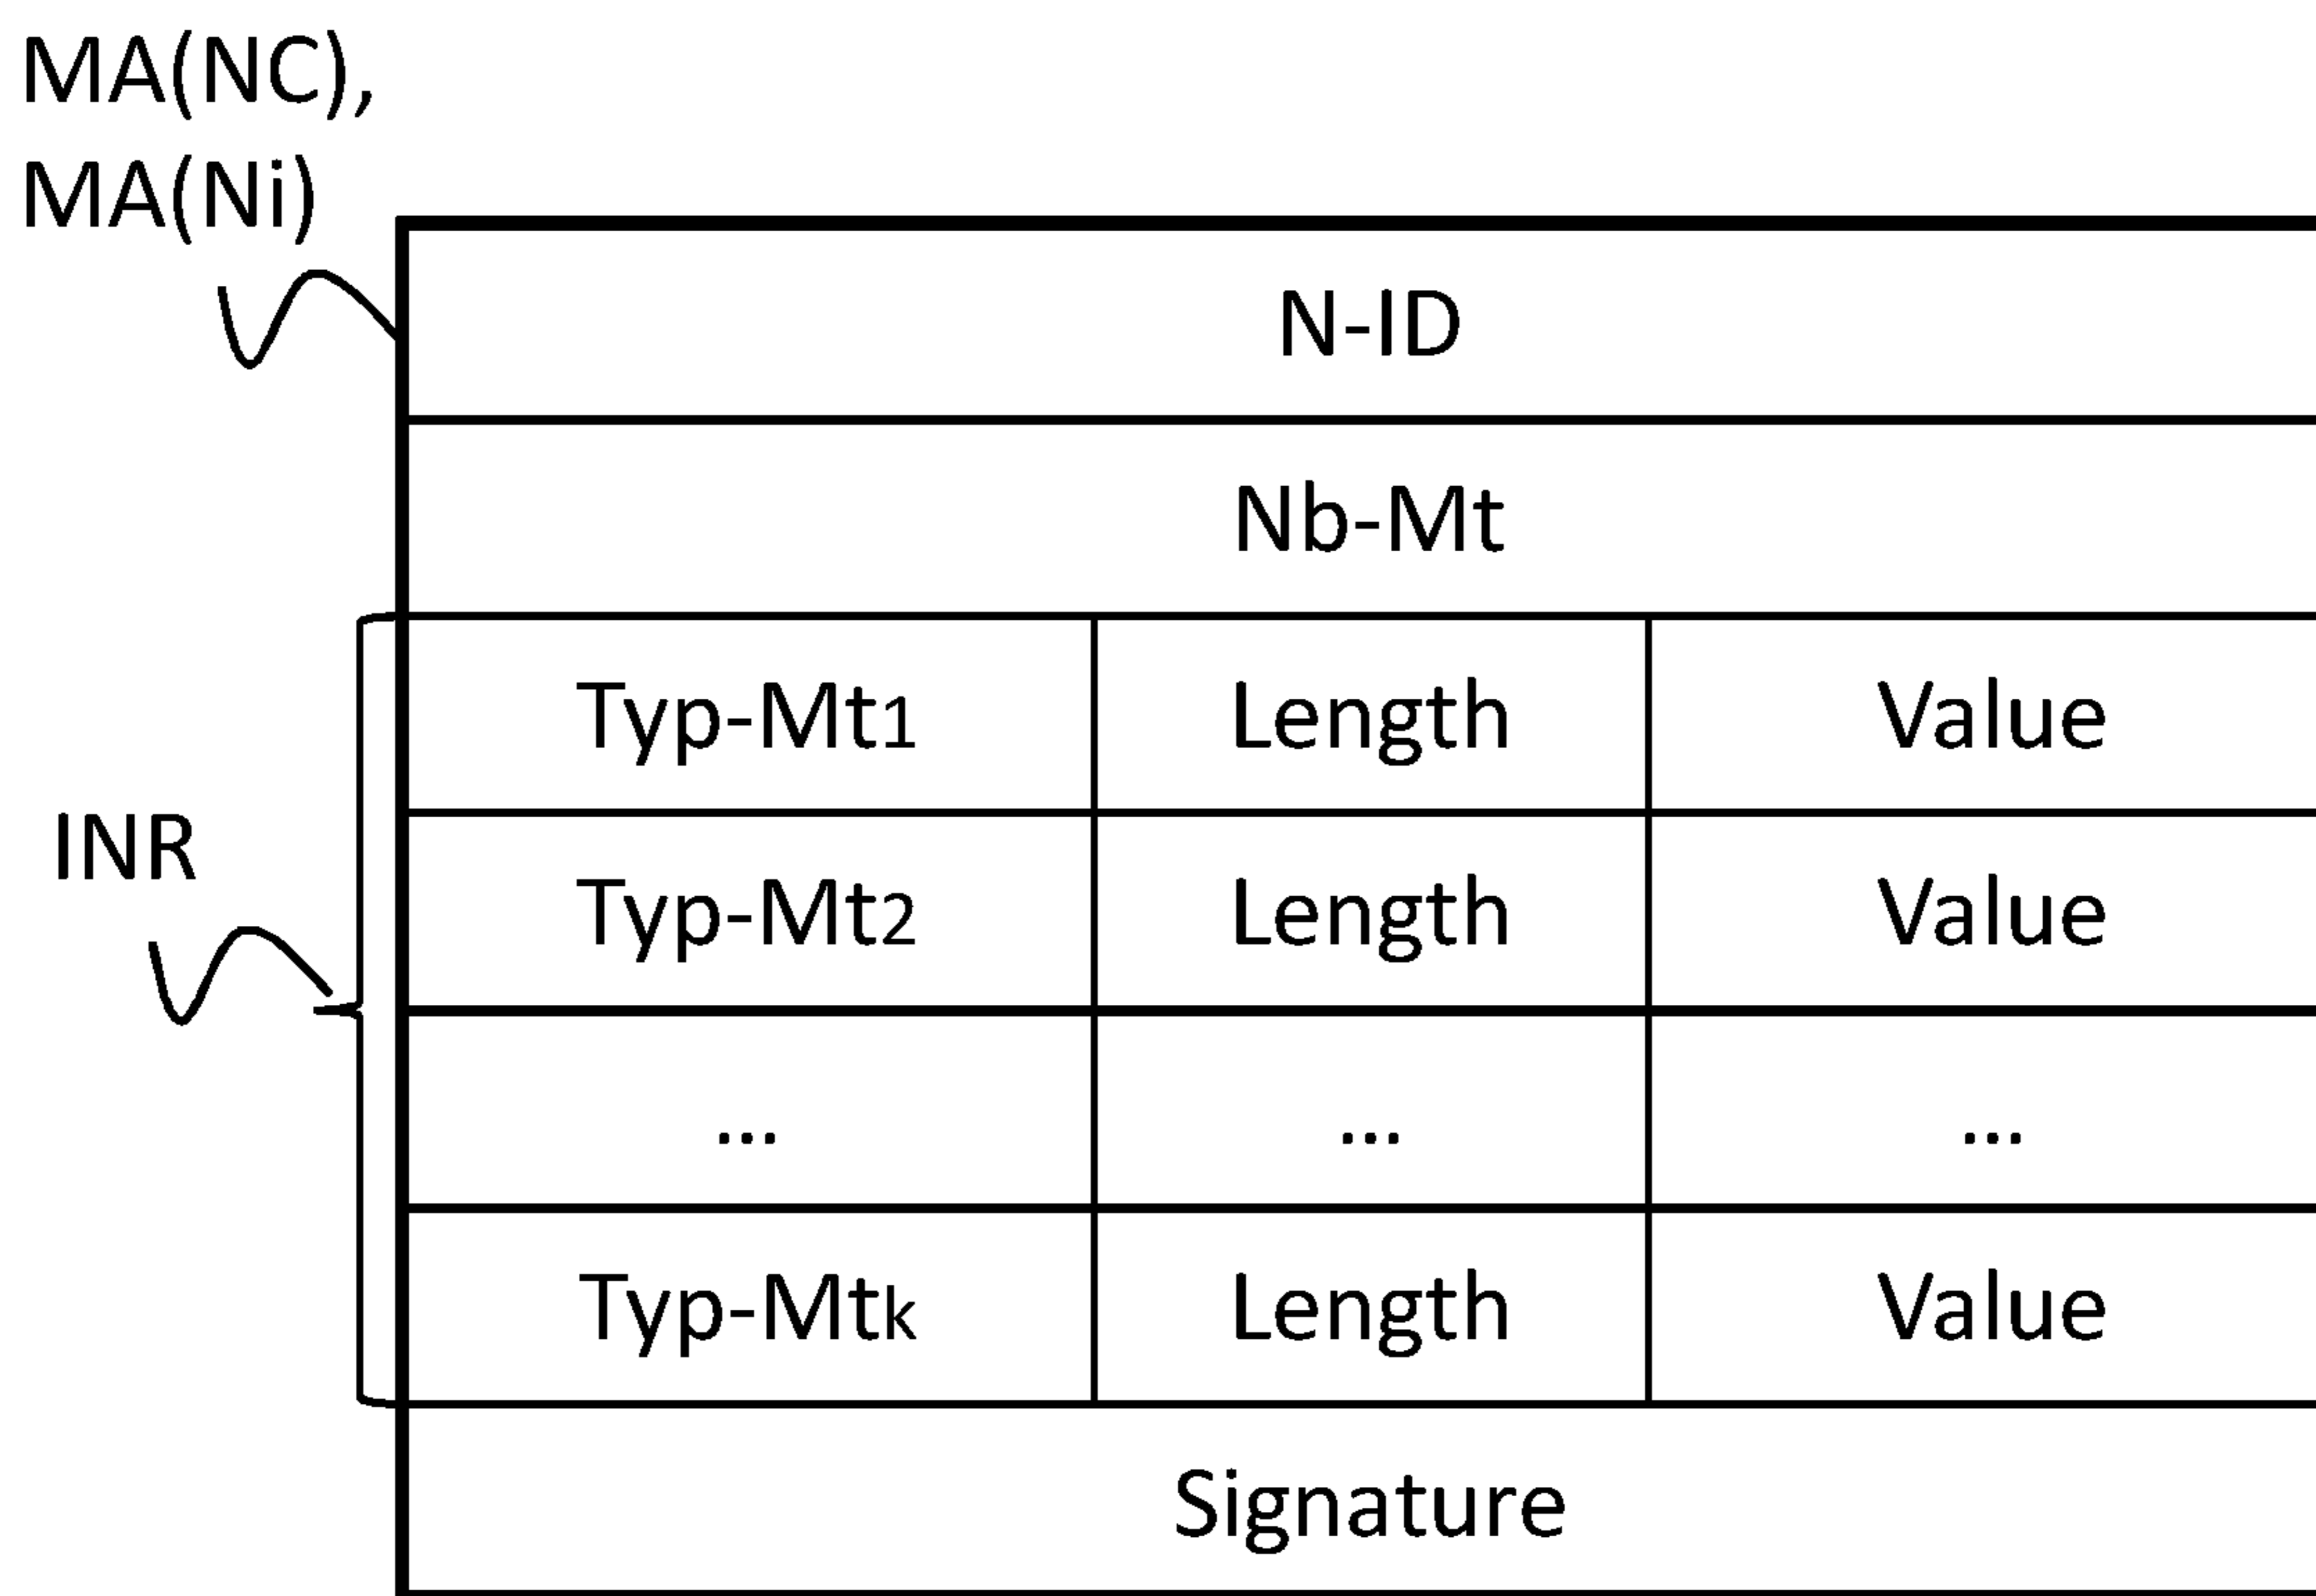 MA(NC),
MA(Ni)
N-ID
Nb-Mt
Typ-Mt1 Length Value
INR
Typ-Mt2 Length Value
... ... ...
Typ-Mtk Length Value
Signature